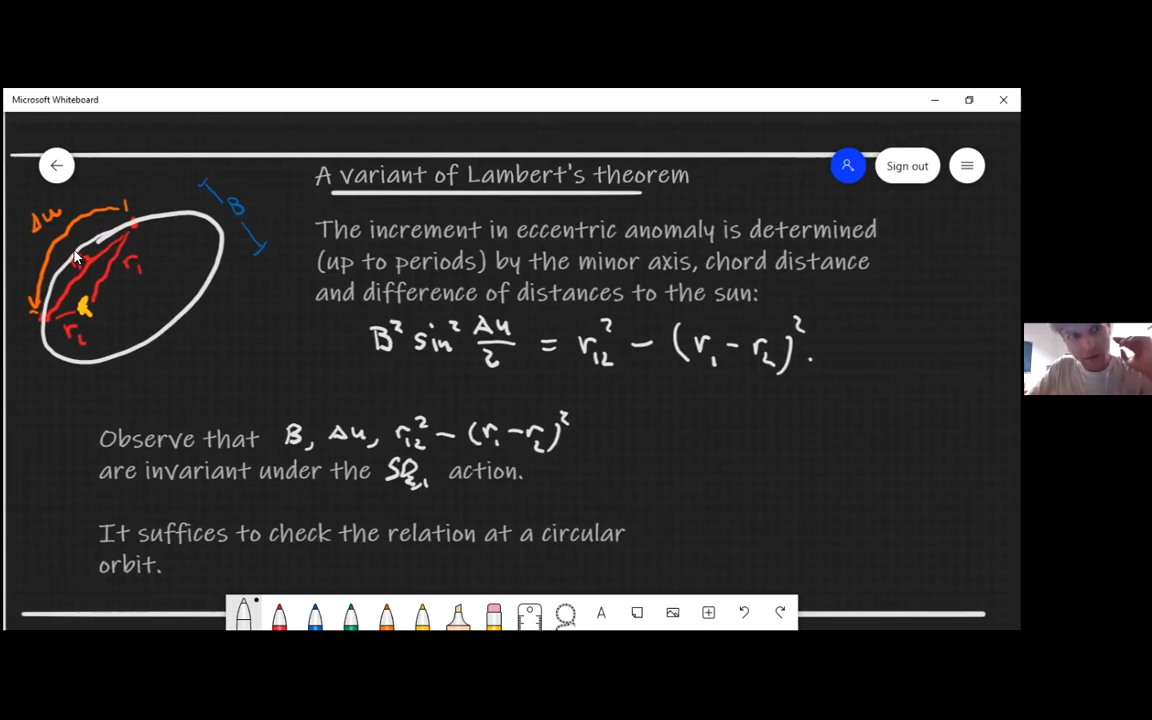 Microsoft Whiteboard
Sign out
A variant of Lambert's theorem
Δu
B
The increment in eccentric anomaly is determined
(up to periods) by the minor axis, chord distance
and difference of distances to the sun:
r₁
r₂
B² sin² Δu/2 = r₁₂² - (r₁ - r₂)².
Observe that B, Δu, r₁₂² - (r₁ - r₂)²
are invariant under the SO₂,₁ action.
It suffices to check the relation at a circular
orbit.
A